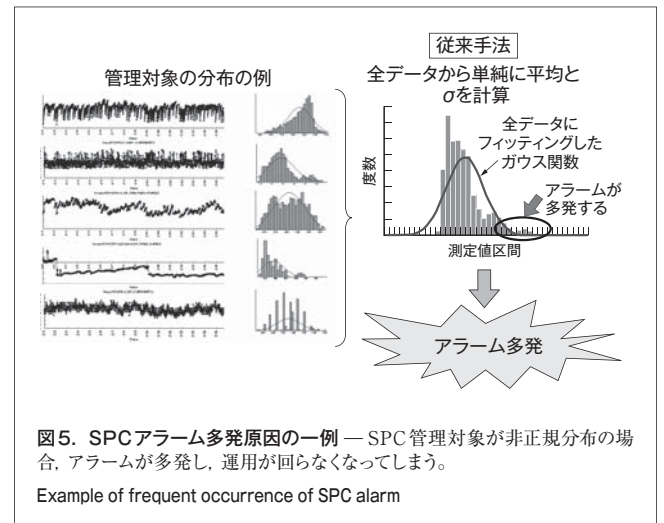 管理対象の分布の例
従来手法
全データから単純に平均と
σを計算
全データに
フィッティングした
ガウス関数
アラームが
多発する
度数
測定値区間
アラーム多発
図5. SPCアラーム多発原因の一例 — SPC管理対象が非正規分布の場
合，アラームが多発し，運用が回らなくなってしまう。
Example of frequent occurrence of SPC alarm